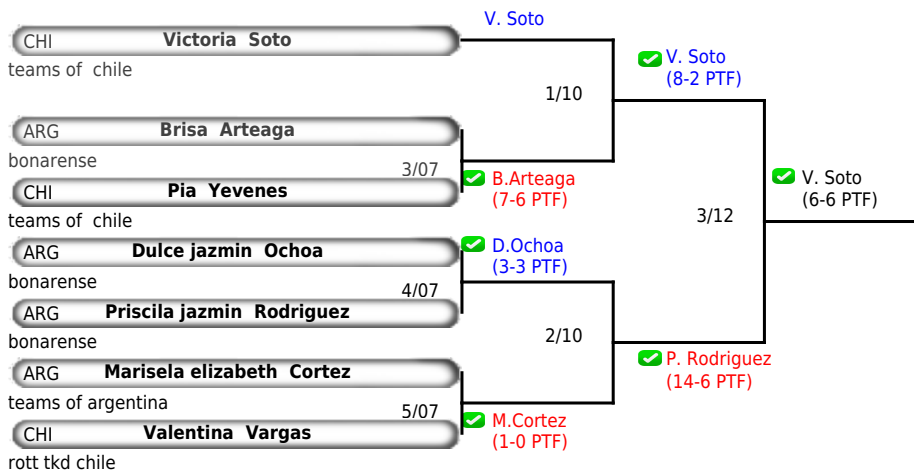 V. Soto
CHI Victoria Soto
teams of chile
V. Soto
(8-2 PTF)
1/10
ARG Brisa Arteaga
bonarense
3/07
B.Arteaga
(7-6 PTF)
CHI Pia Yevenes
teams of chile
V. Soto
(6-6 PTF)
3/12
ARG Dulce jazmin Ochoa
bonarense
D.Ochoa
(3-3 PTF)
4/07
ARG Priscila jazmin Rodriguez
bonarense
2/10
P. Rodriguez
(14-6 PTF)
ARG Marisela elizabeth Cortez
teams of argentina
5/07
M.Cortez
(1-0 PTF)
CHI Valentina Vargas
rott tkd chile